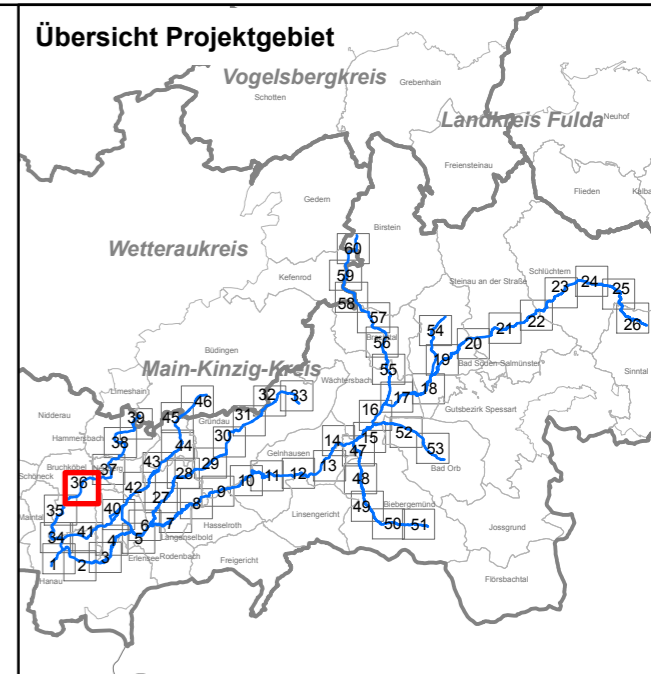 Übersicht Projektgebiet
Vogelsbergkreis
Grebenhain
Schotten
Landkreis Fulda
Neuhof
Freiensteinau
Flieden
Gedern
Birstein
Wetteraukreis
60
Kefenrod
59
Steinau an der Straße
Schlüchtern
23
24
25
58
57
54
22
26
21
Büdingen
56
20
Sinntal
Main-Kinzig-Kreis
19
Bad Soden-Salmünster
Wächtersbach
55
Limeshain
46
32
33
17
18
Nidderau
39
45
31
16
Gutsbezirk Spessart
Hammersbach
38
Gründau
30
14
15
52
44
Gelnhausen
47
53
Bruchköbel
37
43
29
13
Bad Orb
Schöneck
36
28
10
11
12
48
42
9
Linsengericht
35
27
8
49
Biebergemünd
Maintal
40
Hasselroth
50
51
Jossgrund
41
6
7
34
4
5
Langenselbold
Erlensee
Rodenbach
Freigericht
1
2
3
Flörsbachtal
Hanau